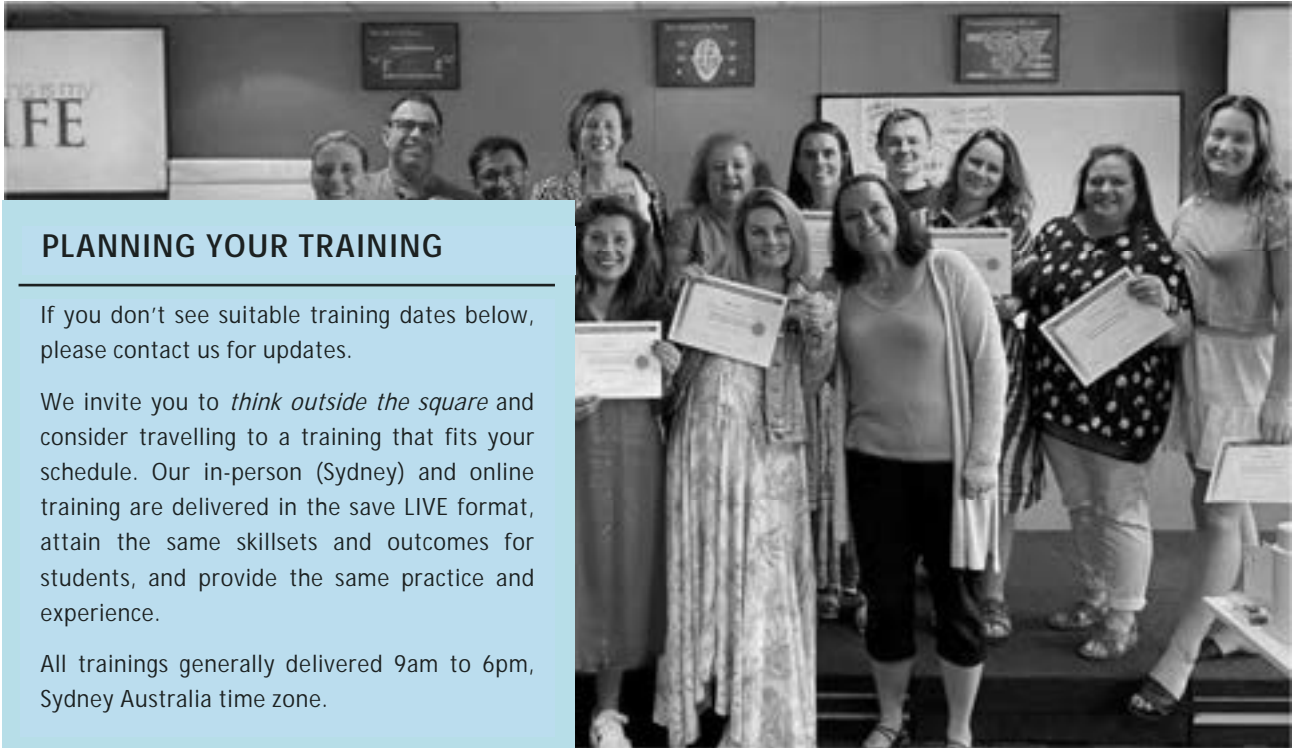 his is my
IFE
PLANNING YOUR TRAINING
If you don't see suitable training dates below,
please contact us for updates.
We invite you to think outside the square and
consider travelling to a training that fits your
schedule. Our in-person (Sydney) and online
training are delivered in the save LIVE format,
attain the same skillsets and outcomes for
students, and provide the same practice and
experience.
All trainings generally delivered 9am to 6pm,
Sydney Australia time zone.